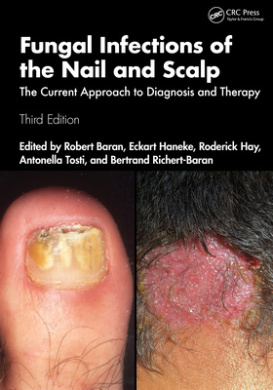 CRC Press
Taylor & Francis Group
Fungal Infections of
the Nail and Scalp
The Current Approach to Diagnosis and Therapy
Third Edition
Edited by Robert Baran, Eckart Haneke, Roderick Hay,
Antonella Tosti, and Bertrand Richert-Baran